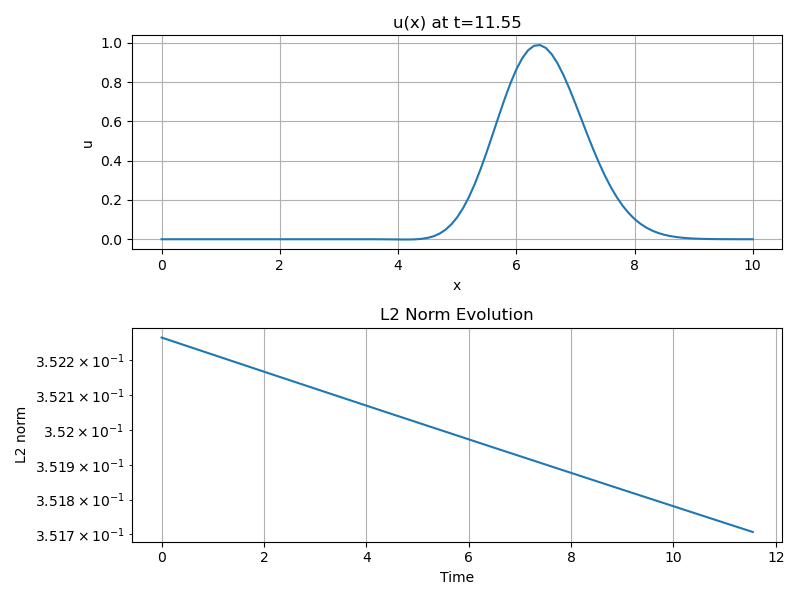 u(x) at t=11.55
1.0
0.8
0.6
0.4
0.2
0.0
u
0 2 4 6 8 10
x
L2 Norm Evolution
3.522 × 10⁻¹
3.521 × 10⁻¹
3.52 × 10⁻¹
3.519 × 10⁻¹
3.518 × 10⁻¹
3.517 × 10⁻¹
L2 norm
0 2 4 6 8 10 12
Time